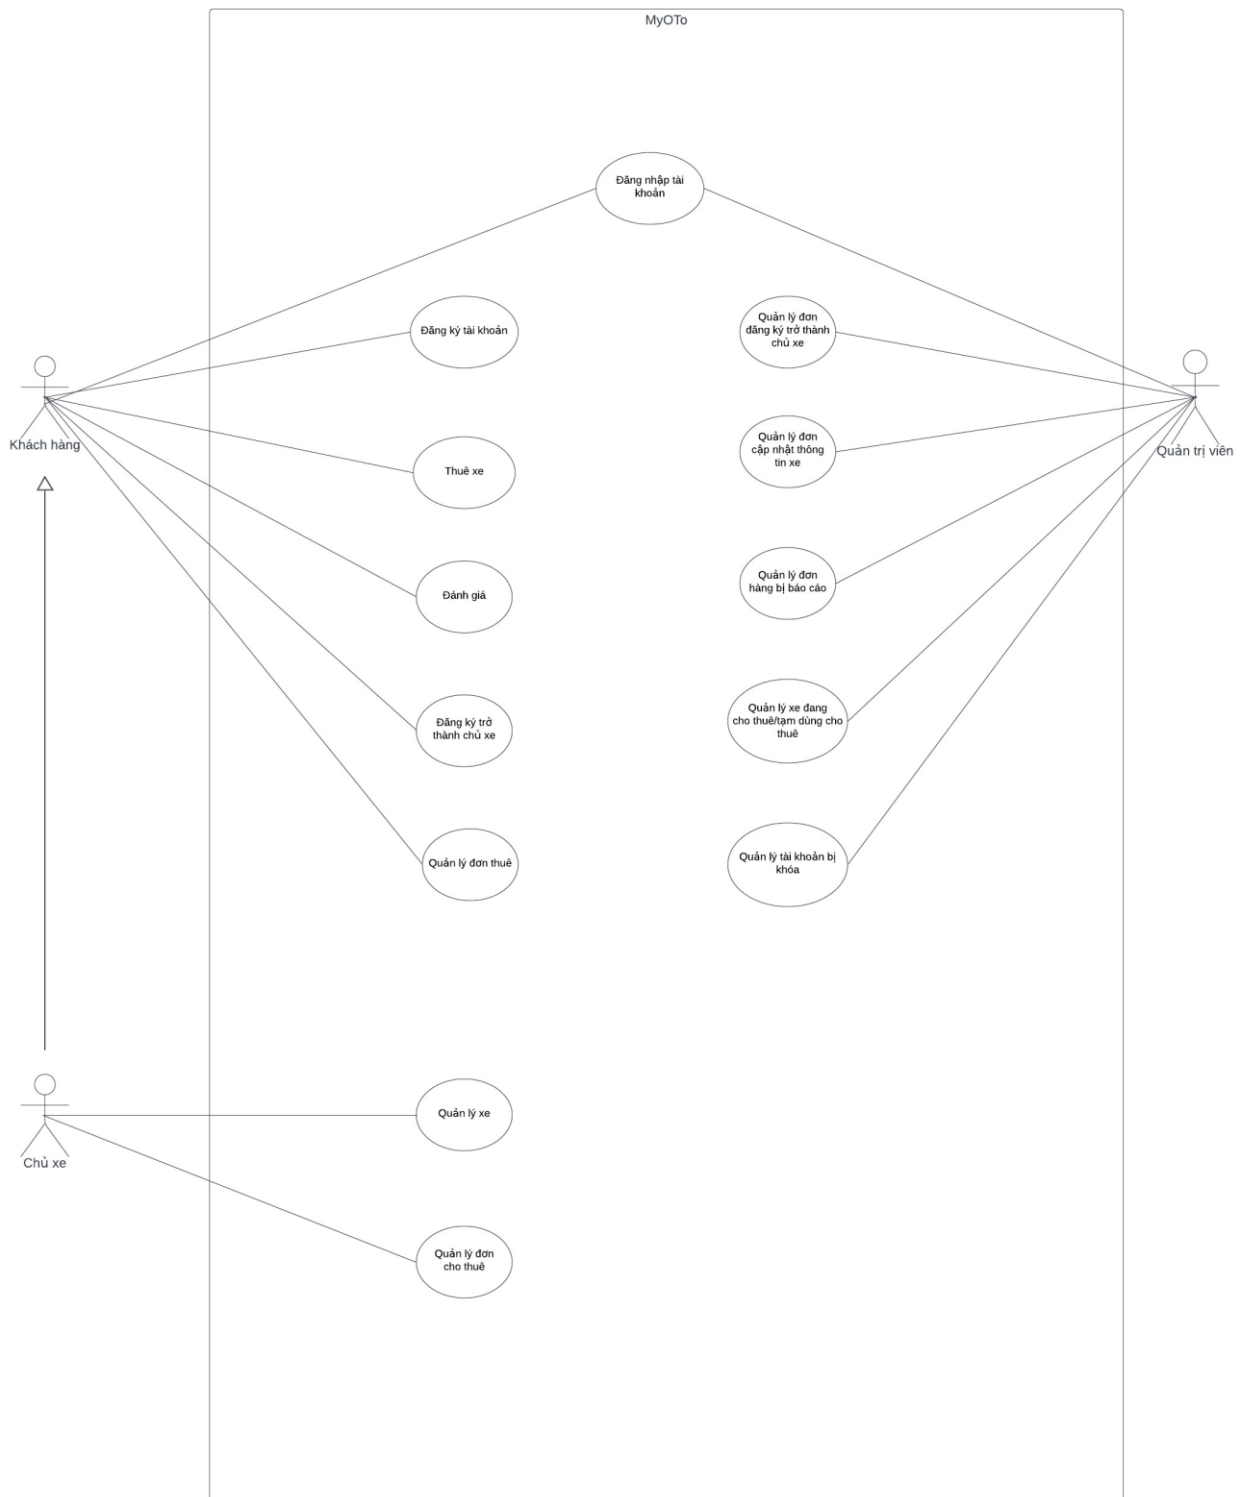 MyOTo
Đăng nhập tài
khoản
Đăng ký tài khoản
Quản lý đơn
đăng ký trở thành
chủ xe
Khách hàng
Quản trị viên
Thuê xe
Quản lý đơn
cập nhật thông
tin xe
Đánh giá
Quản lý đơn
hàng bị báo cáo
Đăng ký trở
thành chủ xe
Quản lý xe đang
cho thuê/tạm dùng cho
thuê
Quản lý đơn thuê
Quản lý tài khoản bị
khóa
Chủ xe
Quản lý xe
Quản lý đơn
cho thuê